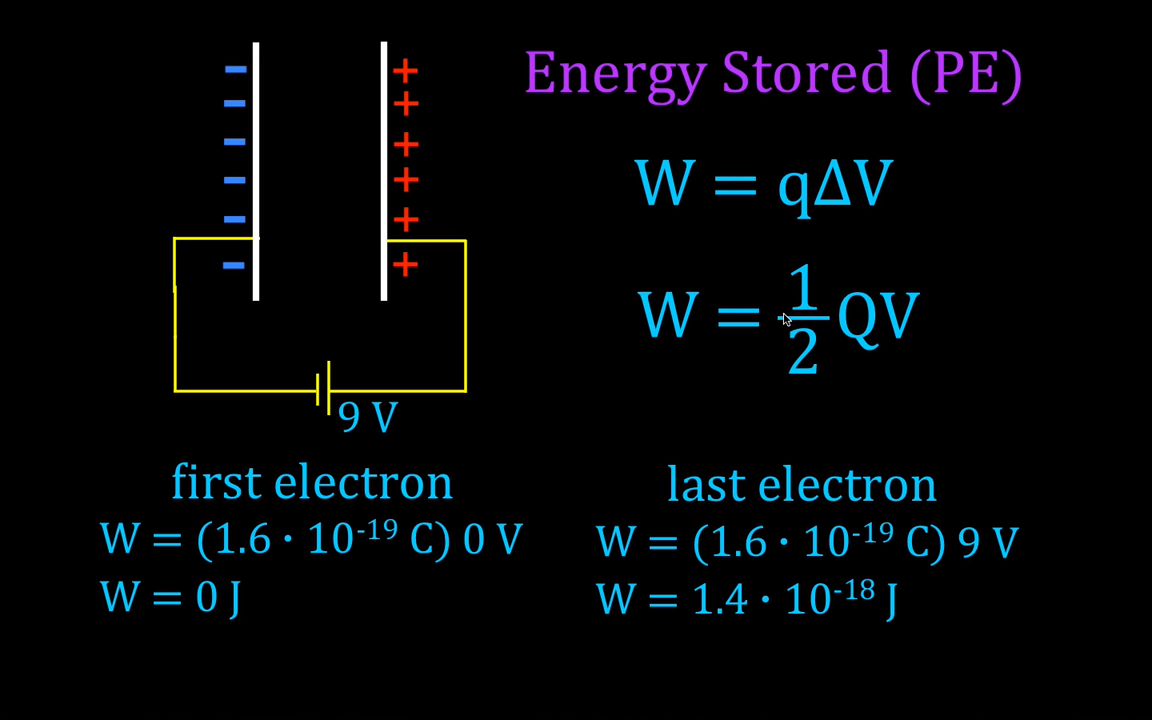 Energy Stored (PE)
W = qΔV
W = 1/2 QV
− +
− +
− +
− +
− +
− +
9 V
first electron
W = (1.6 · 10⁻¹⁹ C) 0 V
W = 0 J
last electron
W = (1.6 · 10⁻¹⁹ C) 9 V
W = 1.4 · 10⁻¹⁸ J